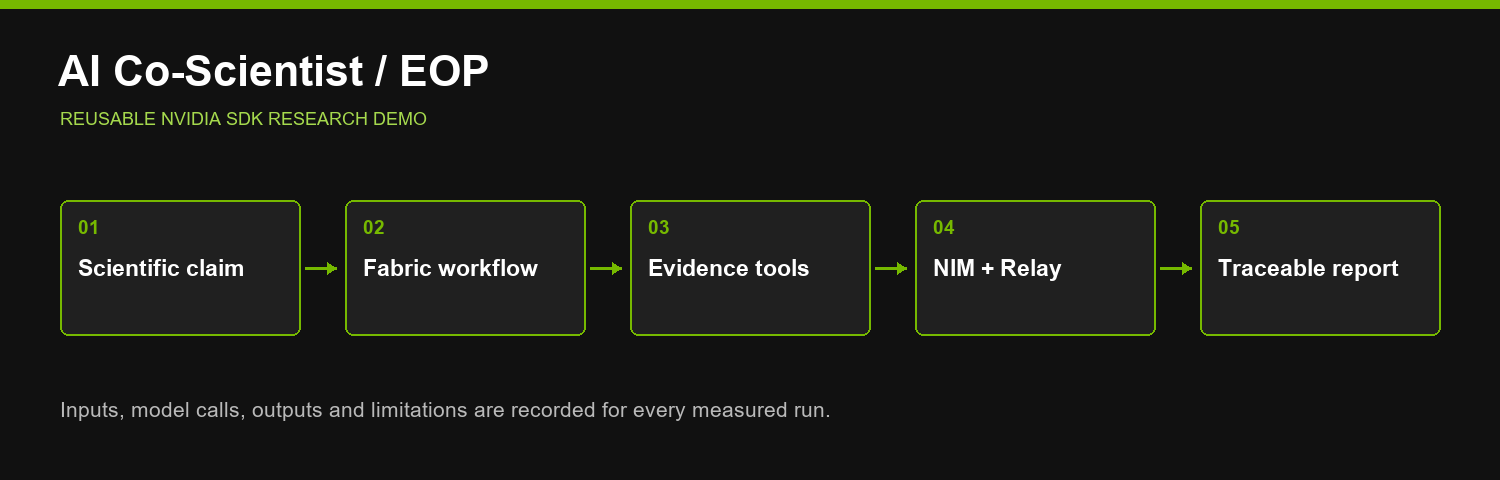 AI Co-Scientist / EOP
REUSABLE NVIDIA SDK RESEARCH DEMO
01
Scientific claim
02
Fabric workflow
03
Evidence tools
04
NIM + Relay
05
Traceable report
Inputs, model calls, outputs and limitations are recorded for every measured run.